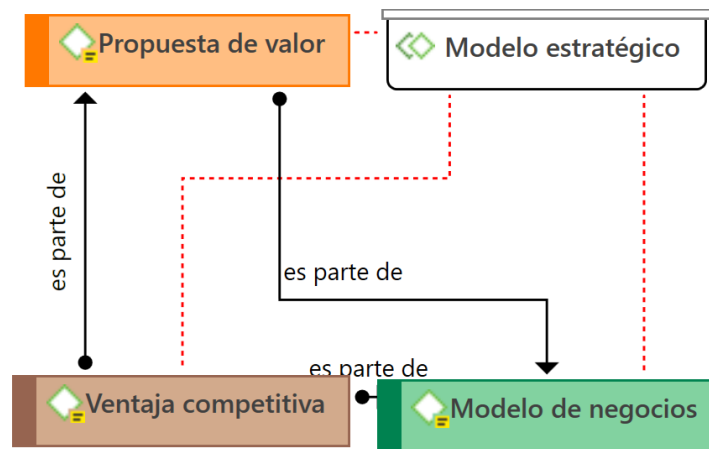 Propuesta de valor
Modelo estratégico
es parte de
es parte de
es parte de
Ventaja competitiva
Modelo de negocios